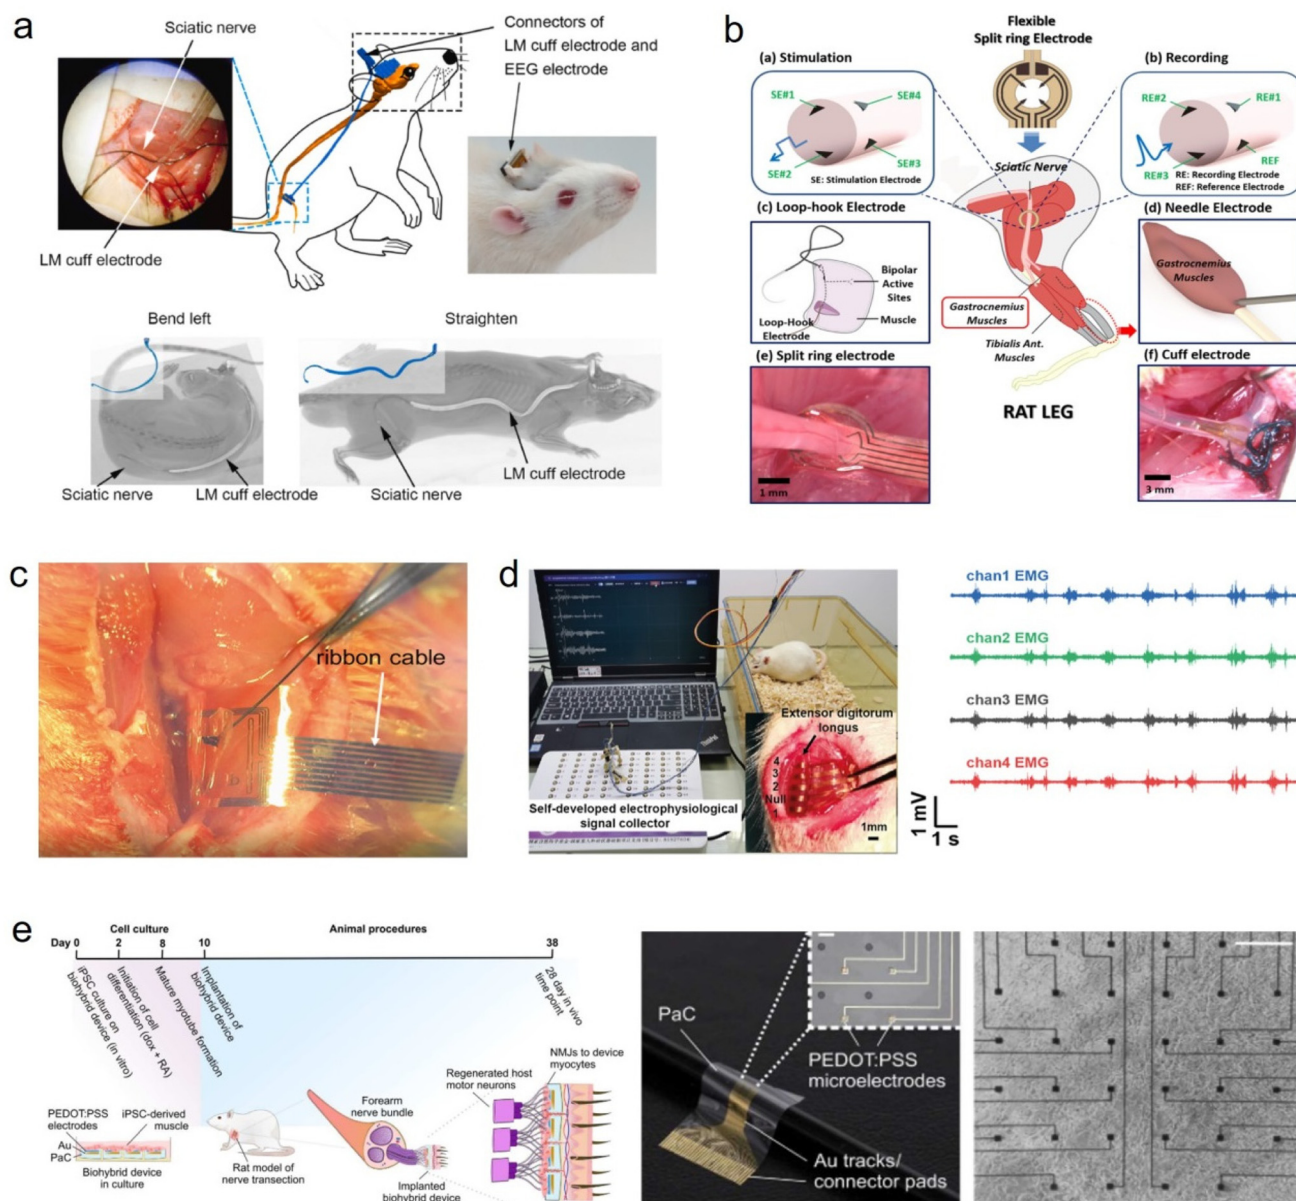 a
Sciatic nerve
Connectors of
LM cuff electrode and
EEG electrode
LM cuff electrode
Bend left
Straighten
Sciatic nerve
LM cuff electrode
Sciatic nerve
LM cuff electrode
b
Flexible
Split ring Electrode
(a) Stimulation
SE#1
SE#4
SE#2
SE#3
SE: Stimulation Electrode
(b) Recording
RE#2
RE#1
RE#3
REF
RE: Recording Electrode
REF: Reference Electrode
Sciatic Nerve
(c) Loop-hook Electrode
Bipolar
Active
Sites
Muscle
Loop-Hook
Electrode
(d) Needle Electrode
Gastrocnemius
Muscles
Gastrocnemius
Muscles
Tibialis Ant.
Muscles
RAT LEG
(e) Split ring electrode
1 mm
(f) Cuff electrode
3 mm
c
ribbon cable
d
Extensor digitorum
longus
4
3
2
Null
1
1mm
ThinkPad
Self-developed electrophysiological
signal collector
chan1 EMG
chan2 EMG
chan3 EMG
chan4 EMG
1 mV
1 s
e
Cell culture
Animal procedures
Day 0
2
8
10
38
iPSC culture on
biohybrid device (in vitro)
Initiation of cell
differentiation (dox + RA)
Mature myotube formation
Implantation of
biohybrid device
28 day in vivo
time point
PEDOT:PSS
electrodes
iPSC-derived
muscle
Au
PaC
Biohybrid device
in culture
Rat model of
nerve transection
Forearm
nerve bundle
Implanted
biohybrid device
Regenerated host
motor neurons
NMJs to device
myocytes
PaC
PEDOT:PSS
microelectrodes
Au tracks/
connector pads